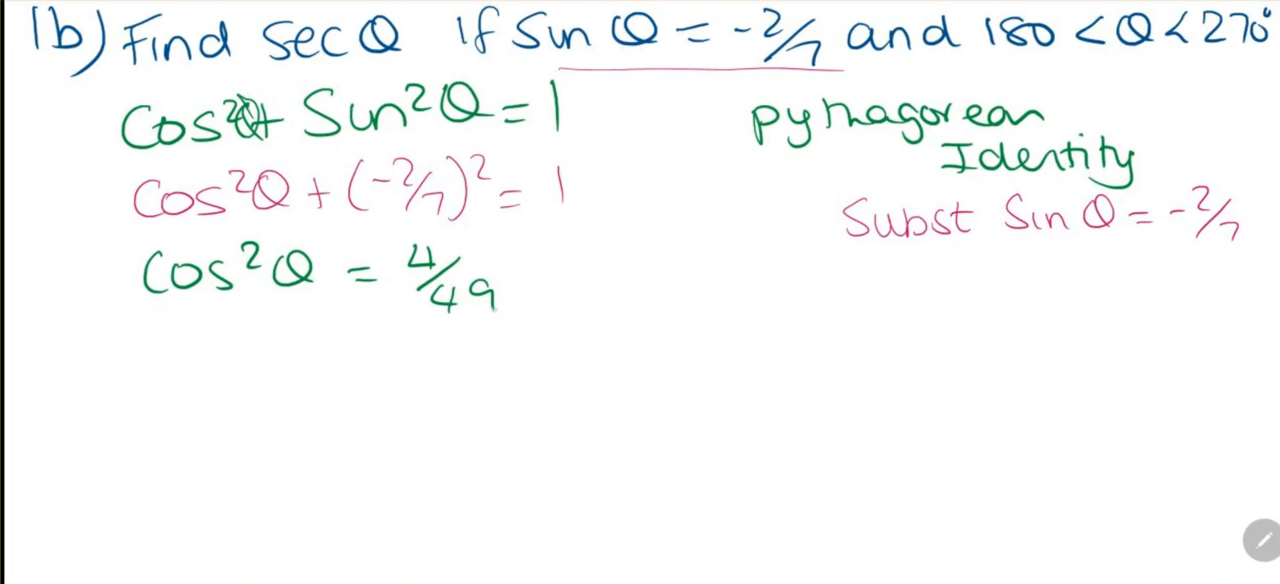 1b) Find sec θ if Sin θ = -2/7 and 180 < θ < 270°
Cos²θ + Sin²θ = 1
Pythagorean
Identity
Cos²θ + (-2/7)² = 1
Subst Sin θ = -2/7
Cos²θ = 4/49